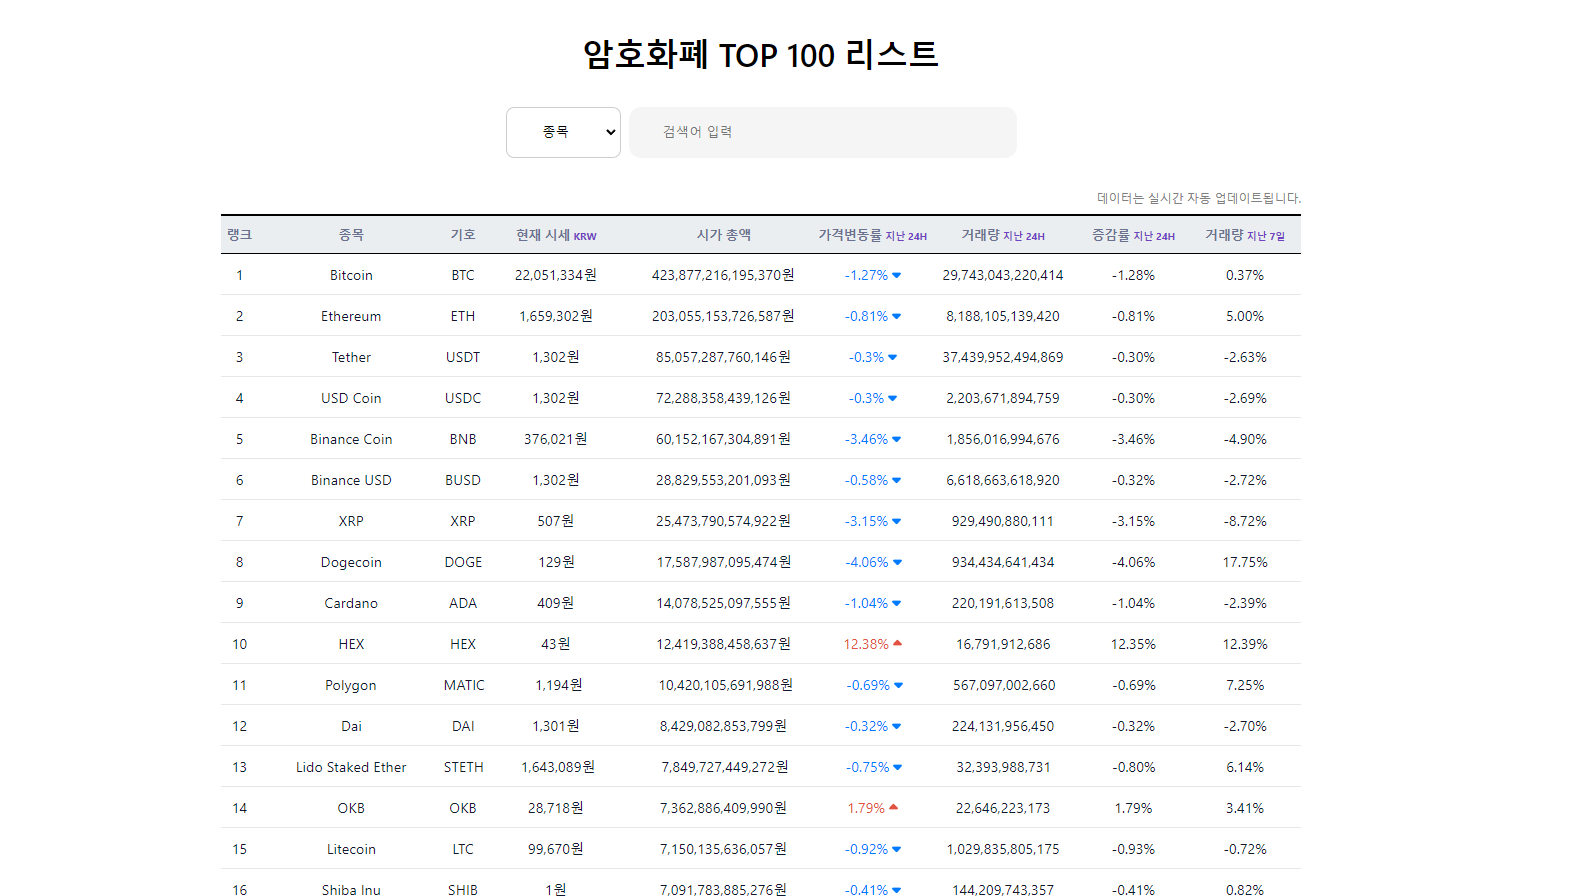 암호화폐 TOP 100 리스트
종목 검색어 입력
데이터는 실시간 자동 업데이트됩니다.
랭크 종목 기호 현재 시세 KRW 시가 총액 가격변동률 지난 24H 거래량 지난 24H 증감률 지난 24H 거래량 지난 7일
1 Bitcoin BTC 22,051,334원 423,877,216,195,370원 -1.27% 29,743,043,220,414 -1.28% 0.37%
2 Ethereum ETH 1,659,302원 203,055,153,726,587원 -0.81% 8,188,105,139,420 -0.81% 5.00%
3 Tether USDT 1,302원 85,057,287,760,146원 -0.3% 37,439,952,494,869 -0.30% -2.63%
4 USD Coin USDC 1,302원 72,288,358,439,126원 -0.3% 2,203,671,894,759 -0.30% -2.69%
5 Binance Coin BNB 376,021원 60,152,167,304,891원 -3.46% 1,856,016,994,676 -3.46% -4.90%
6 Binance USD BUSD 1,302원 28,829,553,201,093원 -0.58% 6,618,663,618,920 -0.32% -2.72%
7 XRP XRP 507원 25,473,790,574,922원 -3.15% 929,490,880,111 -3.15% -8.72%
8 Dogecoin DOGE 129원 17,587,987,095,474원 -4.06% 934,434,641,434 -4.06% 17.75%
9 Cardano ADA 409원 14,078,525,097,555원 -1.04% 220,191,613,508 -1.04% -2.39%
10 HEX HEX 43원 12,419,388,458,637원 12.38% 16,791,912,686 12.35% 12.39%
11 Polygon MATIC 1,194원 10,420,105,691,988원 -0.69% 567,097,002,660 -0.69% 7.25%
12 Dai DAI 1,301원 8,429,082,853,799원 -0.32% 224,131,956,450 -0.32% -2.70%
13 Lido Staked Ether STETH 1,643,089원 7,849,727,449,272원 -0.75% 32,393,988,731 -0.80% 6.14%
14 OKB OKB 28,718원 7,362,886,409,990원 1.79% 22,646,223,173 1.79% 3.41%
15 Litecoin LTC 99,670원 7,150,135,636,057원 -0.92% 1,029,835,805,175 -0.93% -0.72%
16 Shiba Inu SHIB 1원 7,091,783,885,276원 -0.41% 144,209,743,357 -0.41% 0.82%